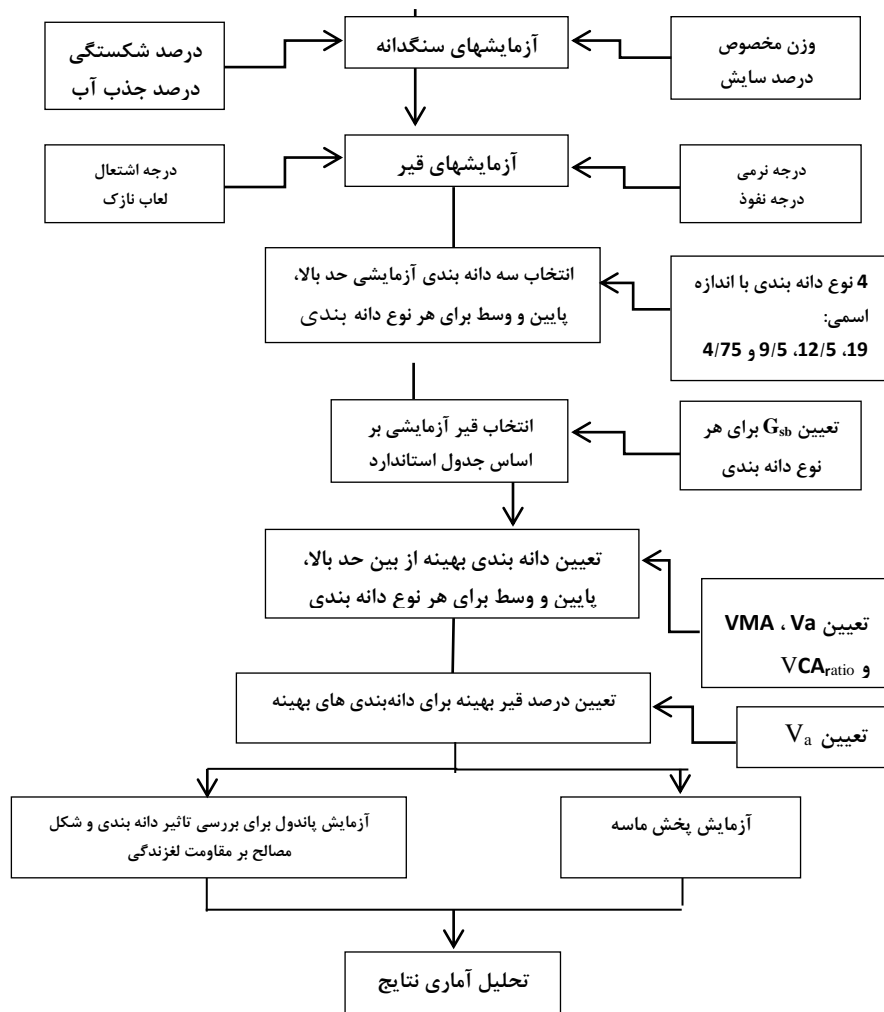 آزمایشهای سنگدانه
وزن مخصوص
درصد سایش
درصد شکستگی
درصد جذب آب
آزمایشهای قیر
درجه نرمی
درجه نفوذ
درجه اشتعال
لعاب نازک
انتخاب سه دانه بندی آزمایشی حد بالا،
پایین و وسط برای هر نوع دانه بندی
4 نوع دانه بندی با اندازه
اسمی:
19، 12/5، 9/5 و 4/75
انتخاب قیر آزمایشی بر
اساس جدول استاندارد
تعیین Gsb برای هر
نوع دانه بندی
تعیین دانه بندی بهینه از بین حد بالا،
پایین و وسط برای هر نوع دانه بندی
تعیین VMA ، Va
و VCAratio
تعیین درصد قیر بهینه برای دانه‌بندی های بهینه
تعیین Va
آزمایش پخش ماسه
آزمایش پاندول برای بررسی تاثیر دانه بندی و شکل
مصالح بر مقاومت لغزندگی
تحلیل آماری نتایج